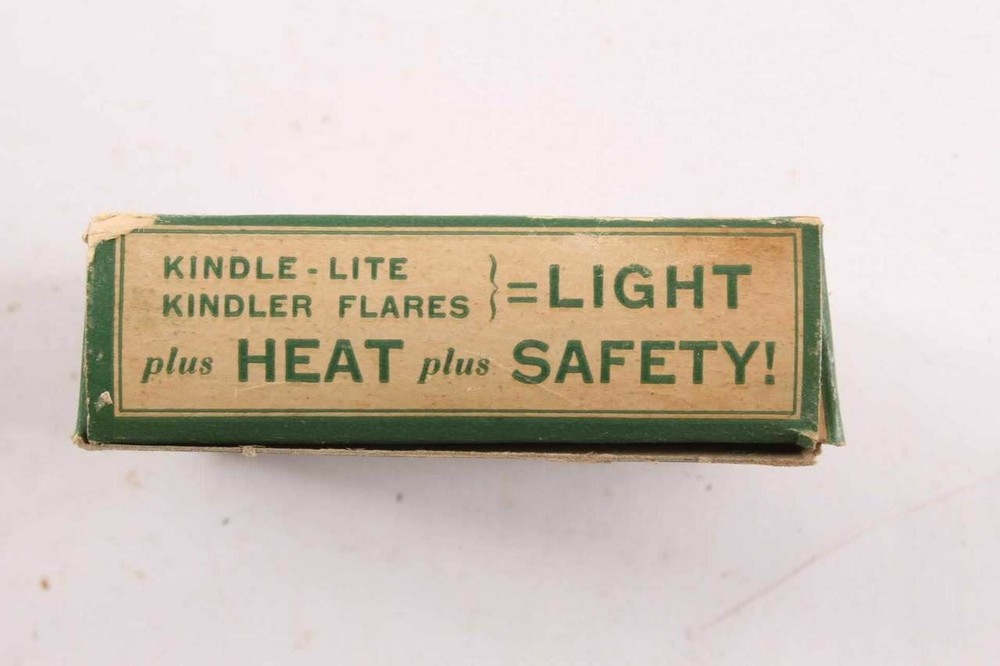 KINDLE-LITE
KINDLER FLARES } = LIGHT
plus HEAT plus SAFETY!